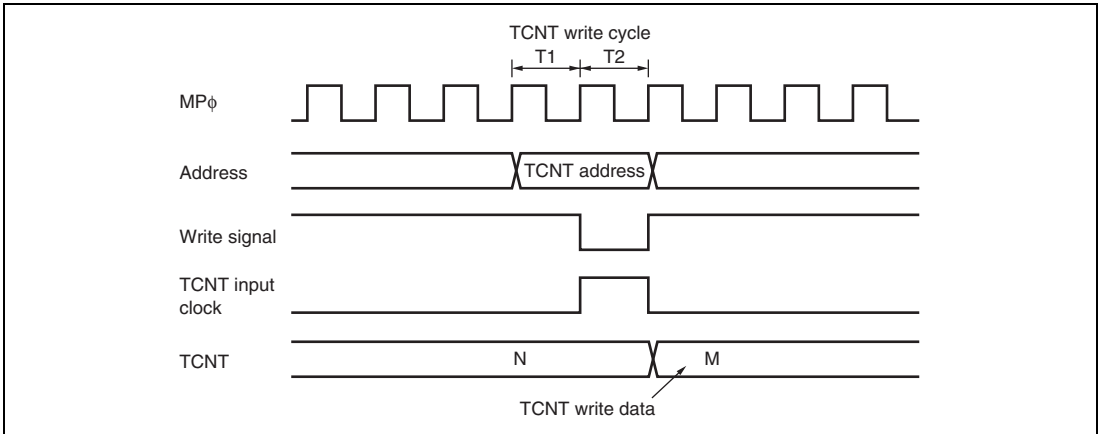 TCNT write cycle
T1 T2
MPϕ
Address
TCNT address
Write signal
TCNT input
clock
TCNT
N
M
TCNT write data